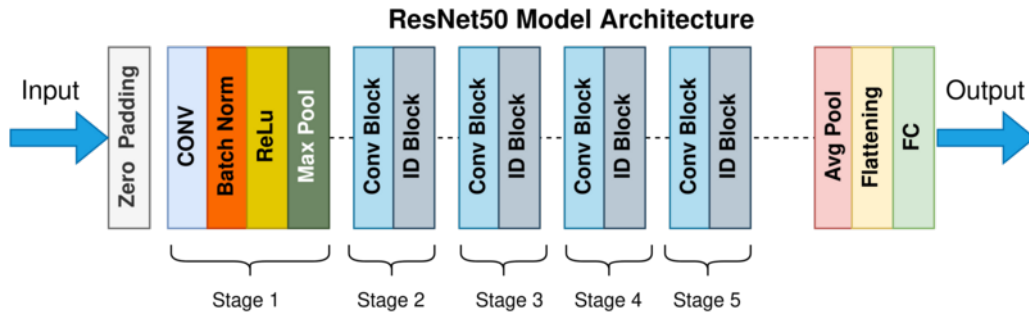 ResNet50 Model Architecture
Input
Zero Padding
CONV
Batch Norm
ReLu
Max Pool
Conv Block
ID Block
Conv Block
ID Block
Conv Block
ID Block
Conv Block
ID Block
Avg Pool
Flattening
FC
Output
Stage 1
Stage 2
Stage 3
Stage 4
Stage 5